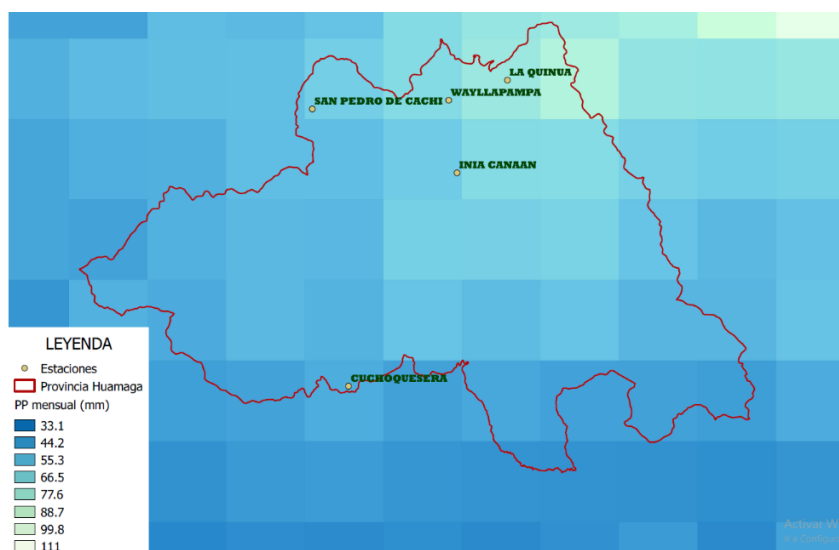 LA QUINUA
WAYLLAPAMPA
SAN PEDRO DE CACHI
INIA CANAAN
CUCHOQUESERA
LEYENDA
Estaciones
Provincia Huamaga
PP mensual (mm)
33.1
44.2
55.3
66.5
77.6
88.7
99.8
111
Activar W